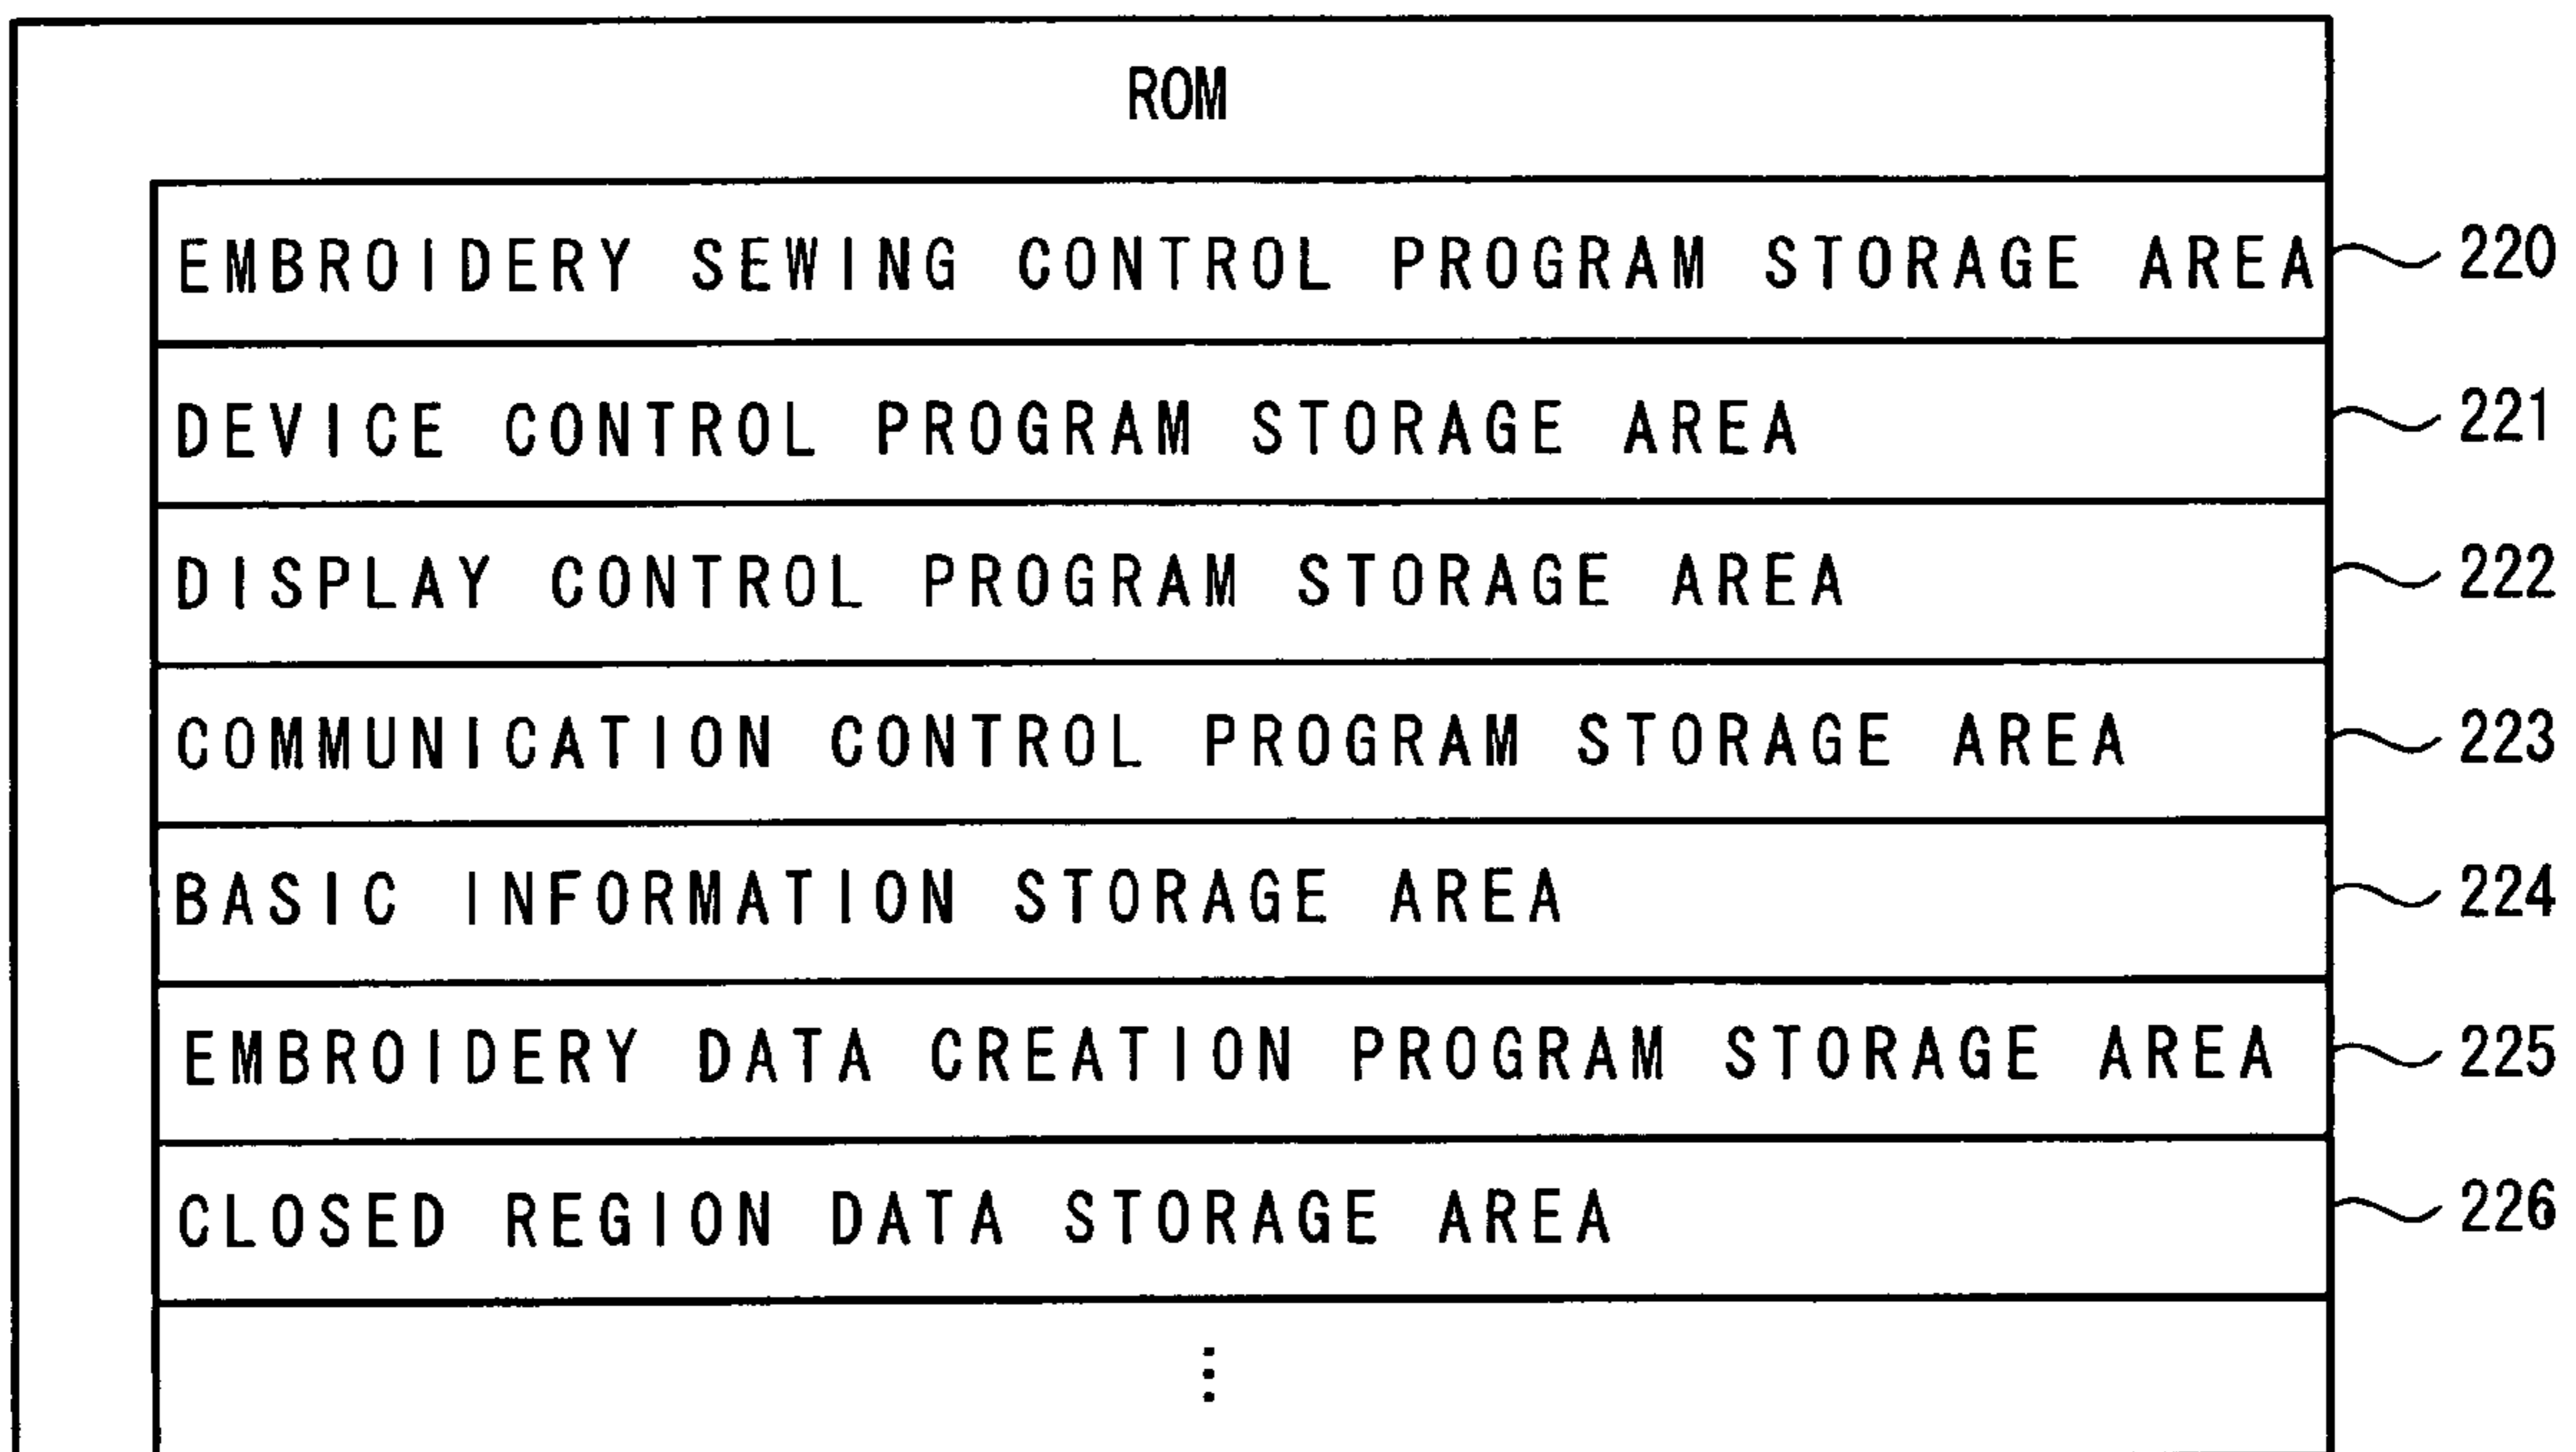 ROM
EMBROIDERY SEWING CONTROL PROGRAM STORAGE AREA 220
DEVICE CONTROL PROGRAM STORAGE AREA 221
DISPLAY CONTROL PROGRAM STORAGE AREA 222
COMMUNICATION CONTROL PROGRAM STORAGE AREA 223
BASIC INFORMATION STORAGE AREA 224
EMBROIDERY DATA CREATION PROGRAM STORAGE AREA 225
CLOSED REGION DATA STORAGE AREA 226
⋮